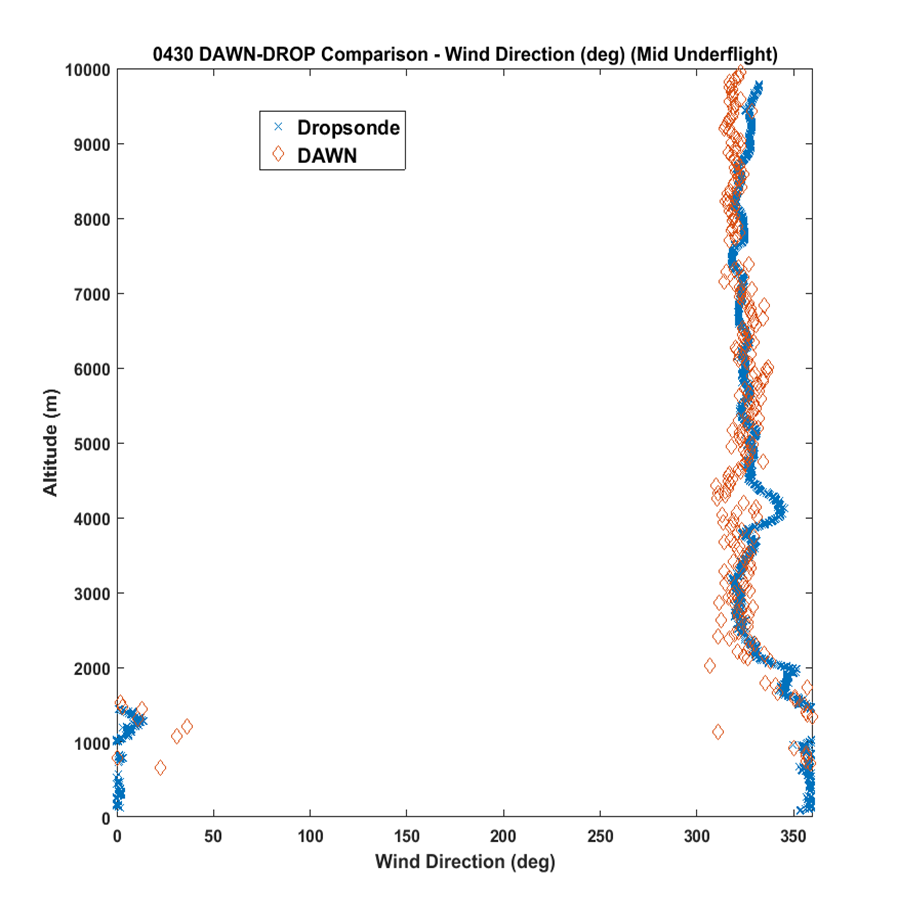 0430 DAWN-DROP Comparison - Wind Direction (deg) (Mid Underflight)
Dropsonde
DAWN
10000
9000
8000
7000
6000
5000
4000
3000
2000
1000
0
Altitude (m)
0 50 100 150 200 250 300 350
Wind Direction (deg)